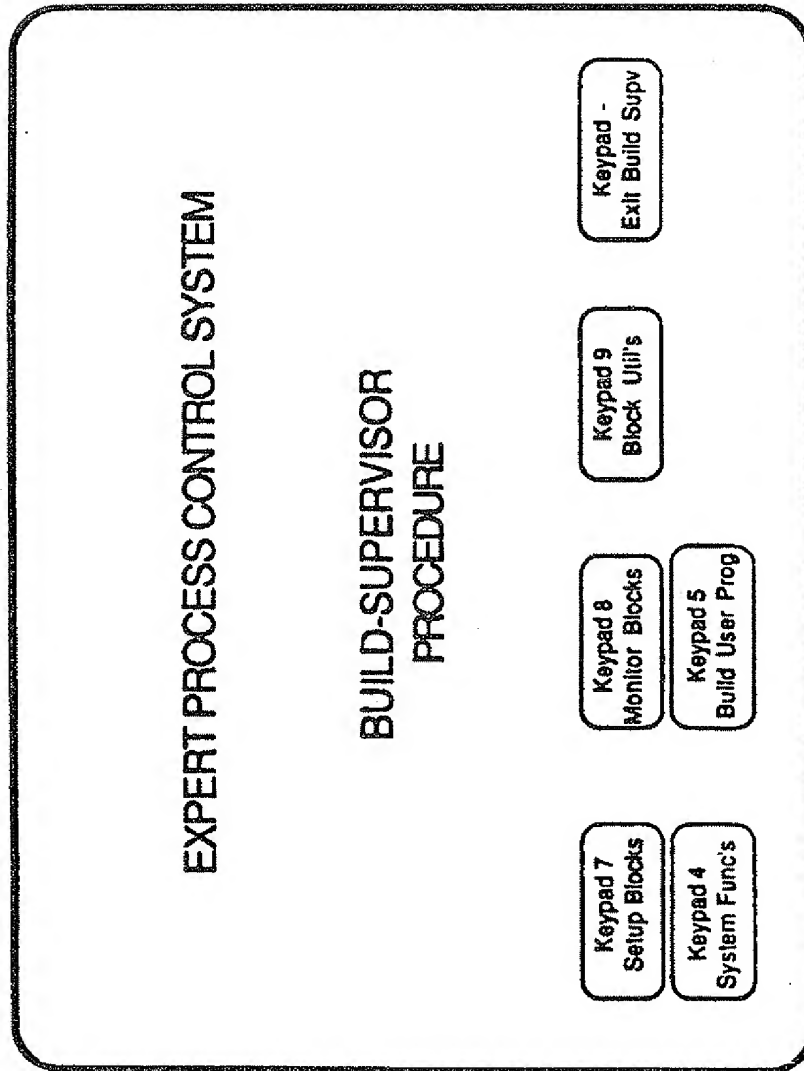 EXPERT PROCESS CONTROL SYSTEM
BUILD-SUPERVISOR
PROCEDURE
Keypad 7
Setup Blocks
Keypad 8
Monitor Blocks
Keypad 9
Block Util's
Keypad -
Exit Build Supv
Keypad 4
System Func's
Keypad 5
Build User Prog